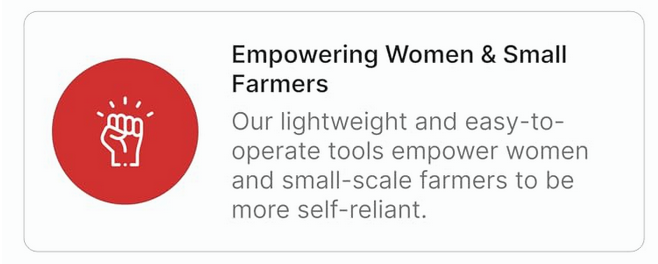 Empowering Women & Small
Farmers
Our lightweight and easy-to-
operate tools empower women
and small-scale farmers to be
more self-reliant.